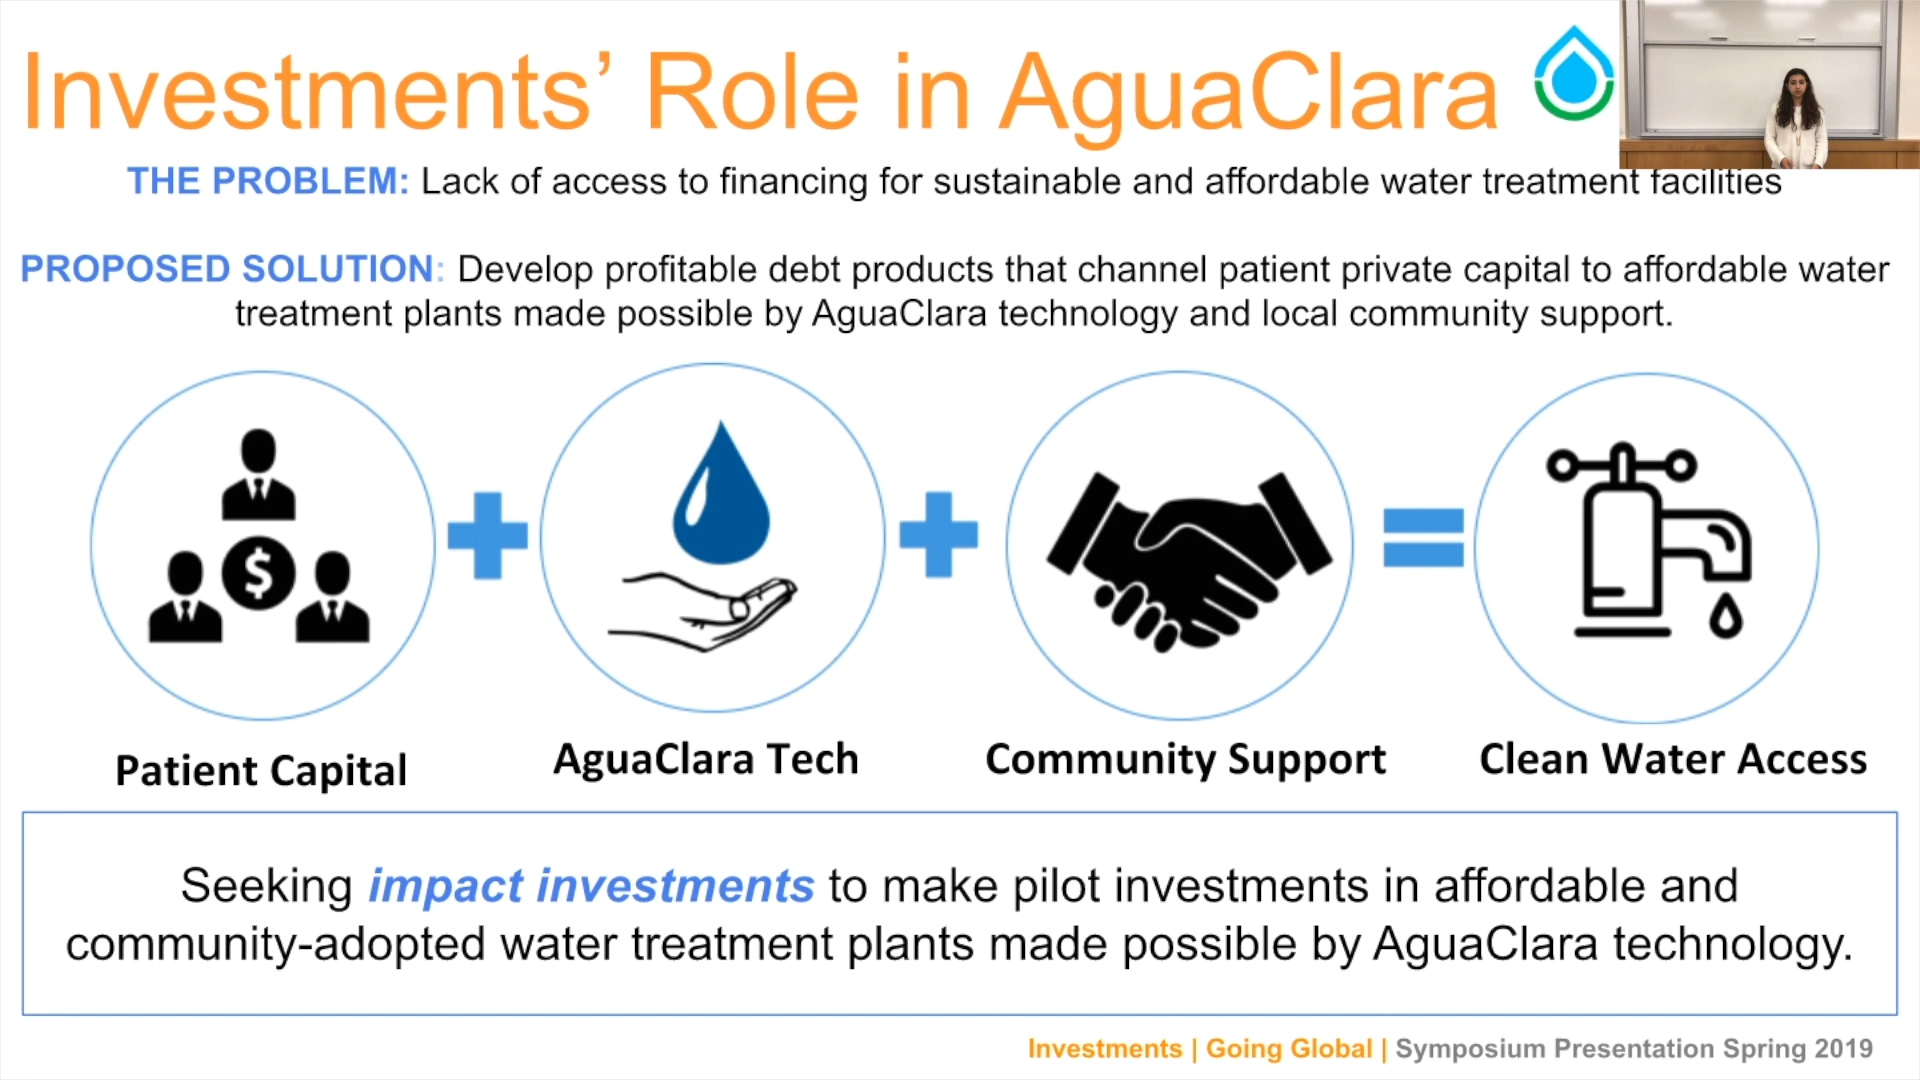 Investments’ Role in AguaClara
THE PROBLEM: Lack of access to financing for sustainable and affordable water treatment facilities
PROPOSED SOLUTION: Develop profitable debt products that channel patient private capital to affordable water
treatment plants made possible by AguaClara technology and local community support.
$
Patient Capital
AguaClara Tech
Community Support
Clean Water Access
Seeking impact investments to make pilot investments in affordable and
community-adopted water treatment plants made possible by AguaClara technology.
Investments | Going Global | Symposium Presentation Spring 2019